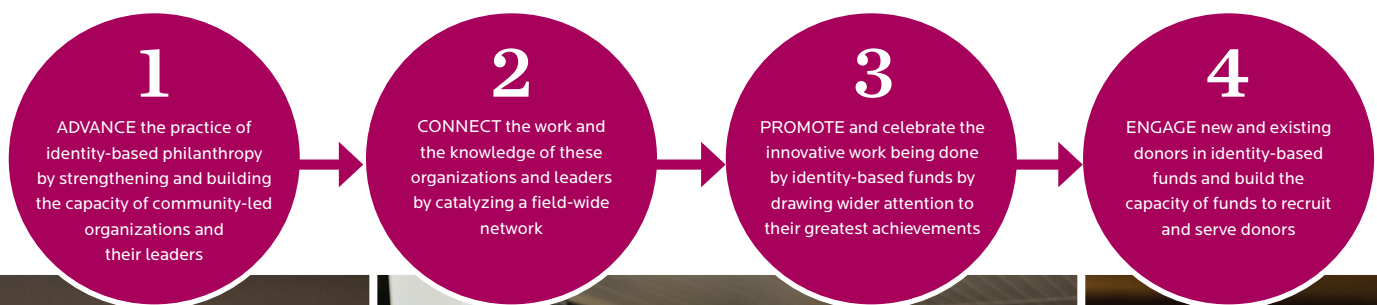 1
ADVANCE the practice of
identity-based philanthropy
by strengthening and building
the capacity of community-led
organizations and
their leaders
2
CONNECT the work and
the knowledge of these
organizations and leaders
by catalyzing a field-wide
network
3
PROMOTE and celebrate the
innovative work being done
by identity-based funds by
drawing wider attention to
their greatest achievements
4
ENGAGE new and existing
donors in identity-based
funds and build the
capacity of funds to recruit
and serve donors